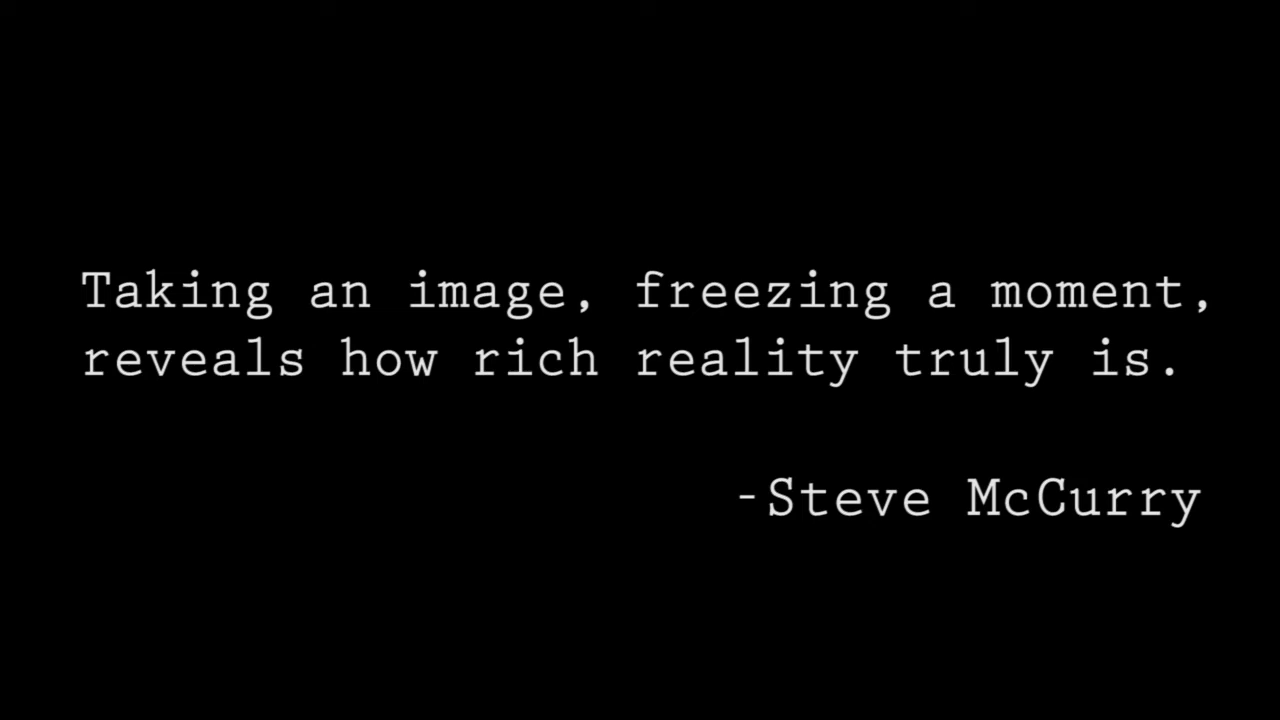 Taking an image, freezing a moment,
reveals how rich reality truly is.
-Steve McCurry